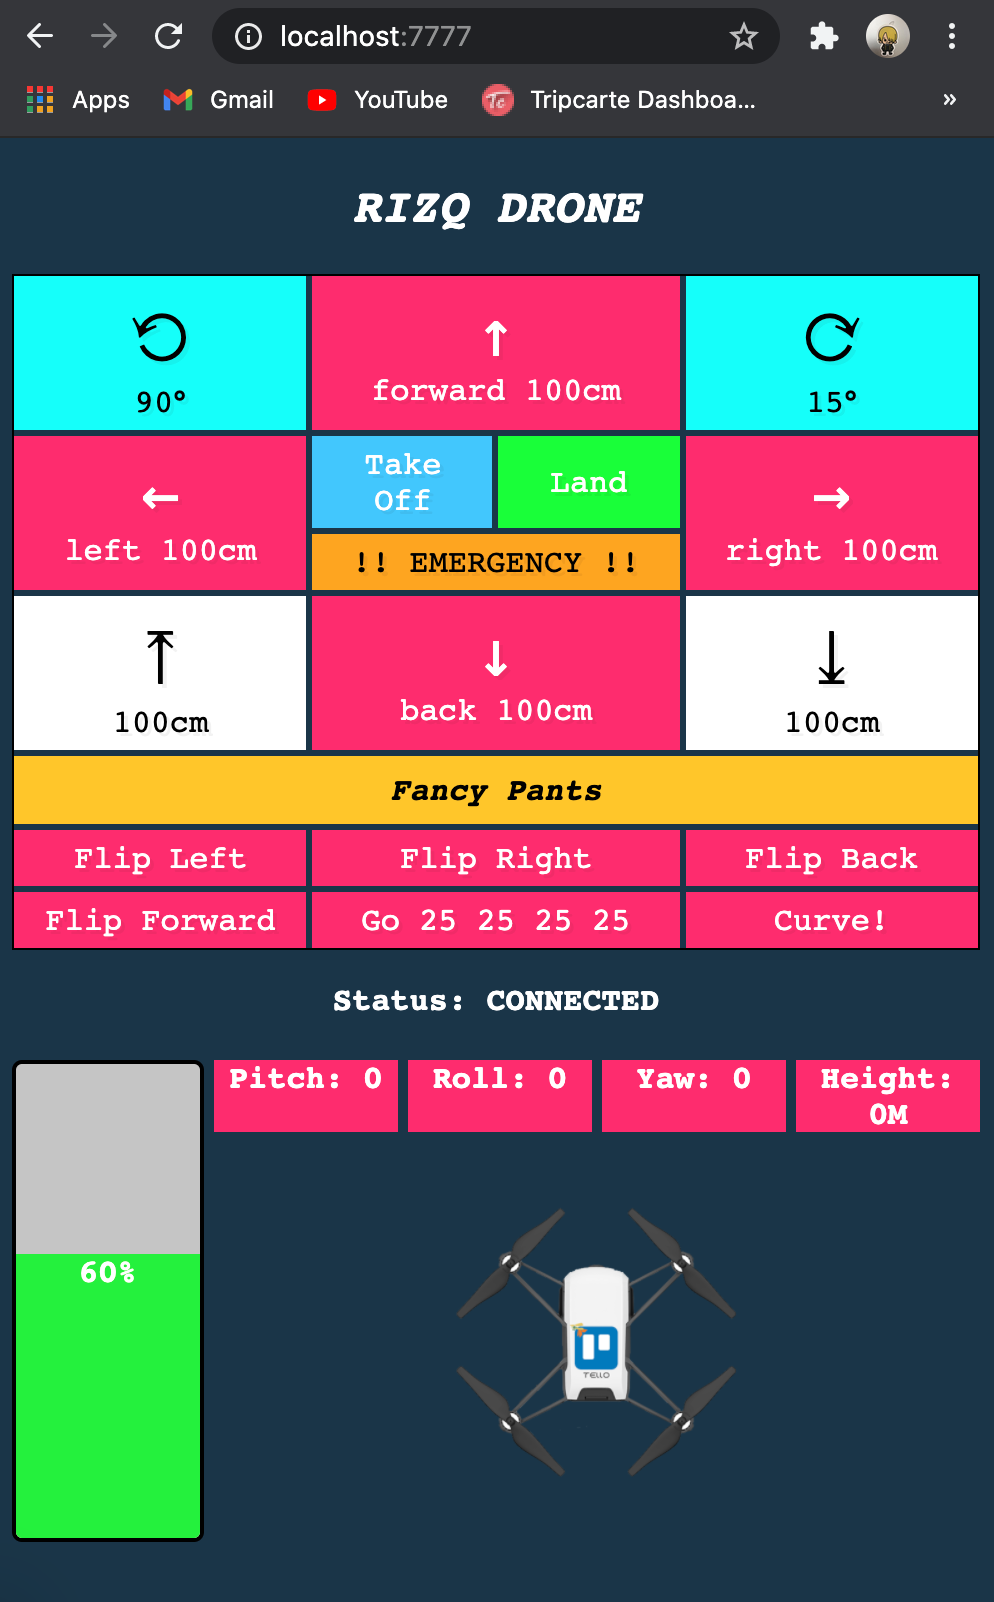 localhost:7777
Apps Gmail YouTube Tripcarte Dashboa... »
RIZQ DRONE
90° ↑ 15°
forward 100cm
← Take Off Land →
left 100cm !! EMERGENCY !! right 100cm
100cm ↓ 100cm
back 100cm
Fancy Pants
Flip Left Flip Right Flip Back
Flip Forward Go 25 25 25 25 Curve!
Status: CONNECTED
Pitch: 0 Roll: 0 Yaw: 0 Height: 0M
60%
TELLO